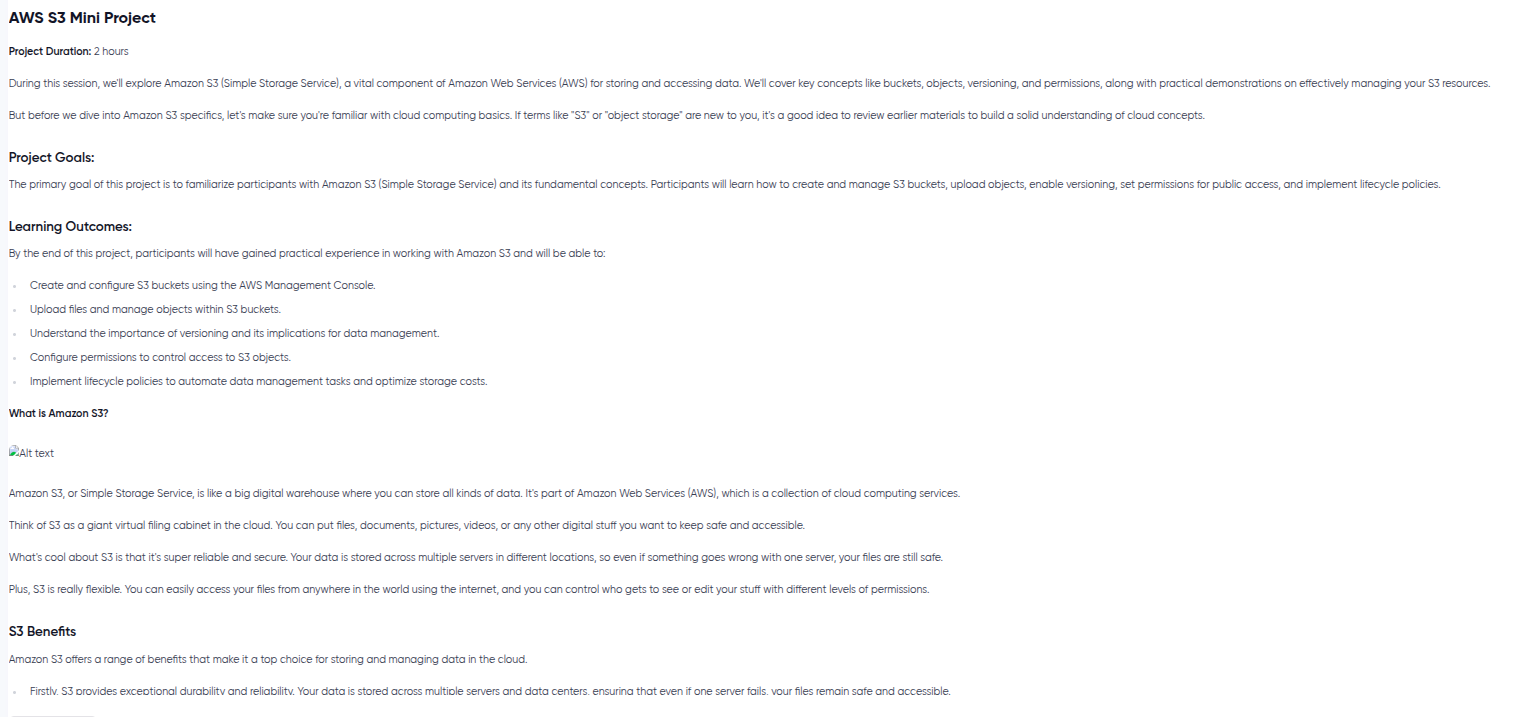 AWS S3 Mini Project
Project Duration: 2 hours
During this session, we'll explore Amazon S3 (Simple Storage Service), a vital component of Amazon Web Services (AWS) for storing and accessing data. We'll cover key concepts like buckets, objects, versioning, and permissions, along with practical demonstrations on effectively managing your S3 resources.
But before we dive into Amazon S3 specifics, let's make sure you're familiar with cloud computing basics. If terms like "S3" or "object storage" are new to you, it's a good idea to review earlier materials to build a solid understanding of cloud concepts.
Project Goals:
The primary goal of this project is to familiarize participants with Amazon S3 (Simple Storage Service) and its fundamental concepts. Participants will learn how to create and manage S3 buckets, upload objects, enable versioning, set permissions for public access, and implement lifecycle policies.
Learning Outcomes:
By the end of this project, participants will have gained practical experience in working with Amazon S3 and will be able to:
Create and configure S3 buckets using the AWS Management Console.
Upload files and manage objects within S3 buckets.
Understand the importance of versioning and its implications for data management.
Configure permissions to control access to S3 objects.
Implement lifecycle policies to automate data management tasks and optimize storage costs.
What is Amazon S3?
Alt text
Amazon S3, or Simple Storage Service, is like a big digital warehouse where you can store all kinds of data. It's part of Amazon Web Services (AWS), which is a collection of cloud computing services.
Think of S3 as a giant virtual filing cabinet in the cloud. You can put files, documents, pictures, videos, or any other digital stuff you want to keep safe and accessible.
What's cool about S3 is that it's super reliable and secure. Your data is stored across multiple servers in different locations, so even if something goes wrong with one server, your files are still safe.
Plus, S3 is really flexible. You can easily access your files from anywhere in the world using the internet, and you can control who gets to see or edit your stuff with different levels of permissions.
S3 Benefits
Amazon S3 offers a range of benefits that make it a top choice for storing and managing data in the cloud.
Firstly, S3 provides exceptional durability and reliability. Your data is stored across multiple servers and data centers, ensuring that even if one server fails, your files remain safe and accessible.